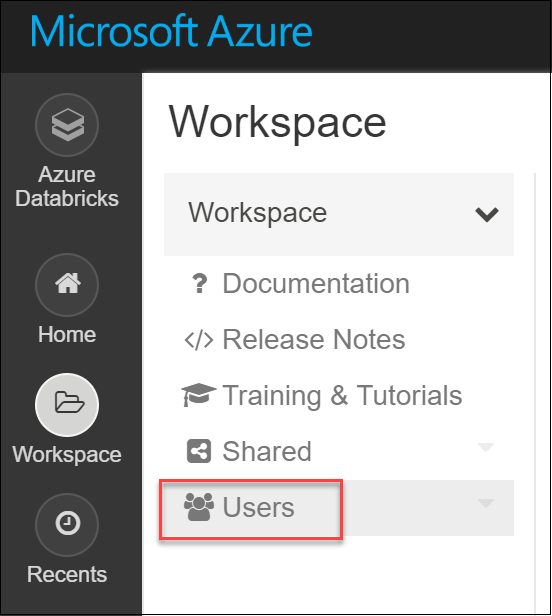 Microsoft Azure
Azure
Databricks
Home
Workspace
Recents
Workspace
Workspace
? Documentation
</> Release Notes
Training & Tutorials
Shared
Users